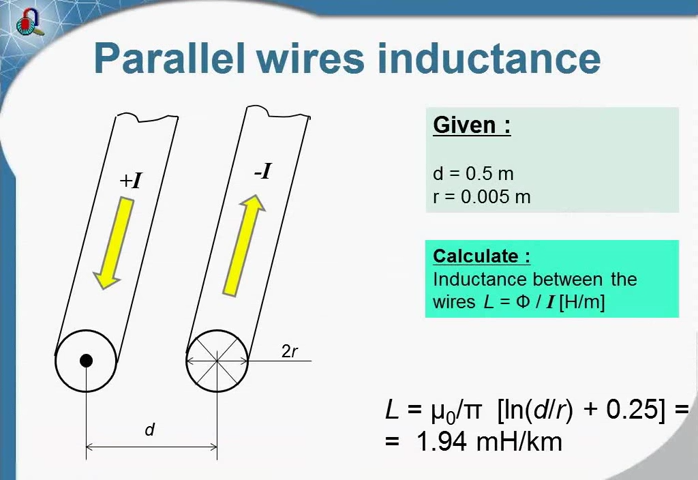 Parallel wires inductance
+I
-I
2r
d
Given :
d = 0.5 m
r = 0.005 m
Calculate :
Inductance between the
wires L = Φ / I [H/m]
L = μ₀/π [ln(d/r) + 0.25] =
= 1.94 mH/km